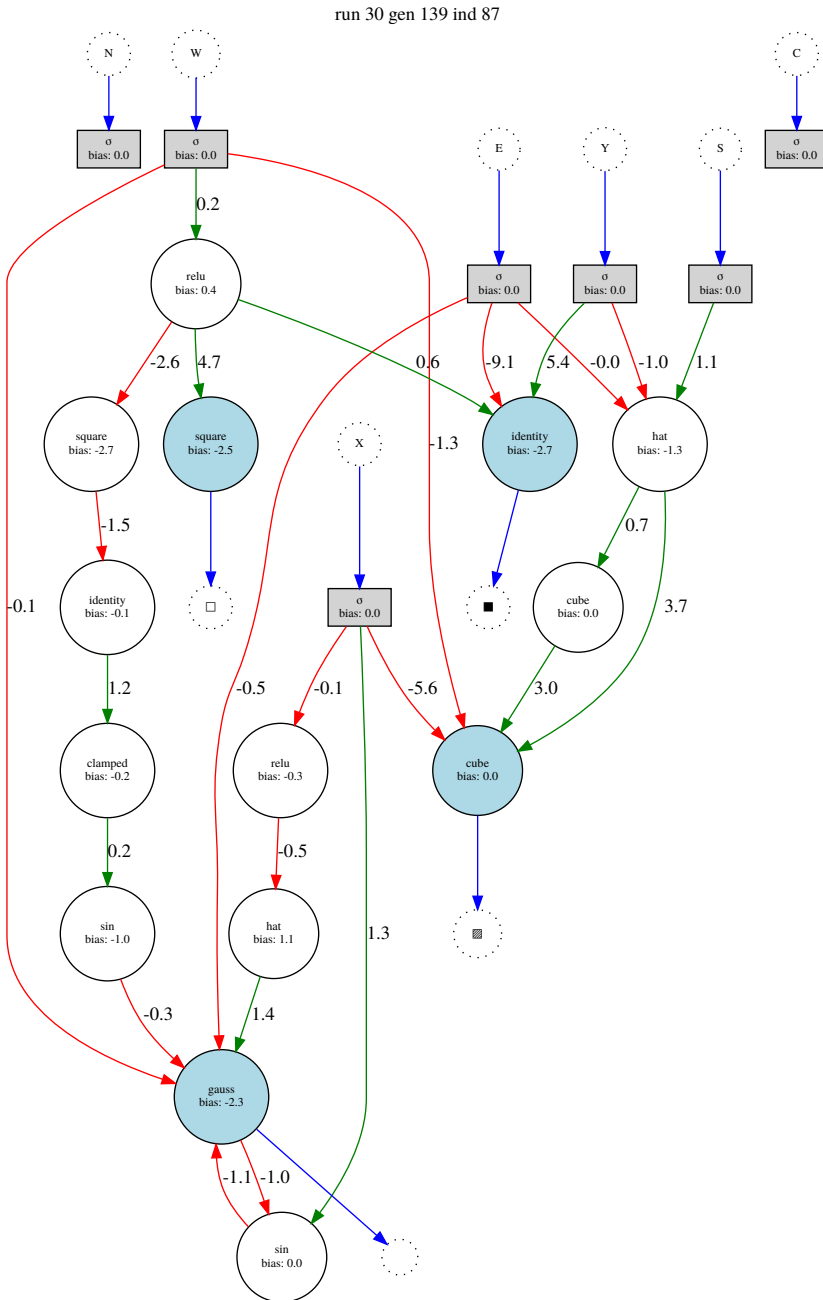 run 30 gen 139 ind 87
N
W
C
σ
bias: 0.0
σ
bias: 0.0
σ
bias: 0.0
E
Y
S
0.2
relu
bias: 0.4
σ
bias: 0.0
σ
bias: 0.0
σ
bias: 0.0
-2.6
4.7
0.6
-9.1
5.4
-0.0
-1.0
1.1
square
bias: -2.7
square
bias: -2.5
X
-1.3
identity
bias: -2.7
hat
bias: -1.3
-1.5
0.7
identity
bias: -0.1
□
σ
bias: 0.0
■
cube
bias: 0.0
-0.1
3.7
1.2
-0.5
-0.1
-5.6
3.0
clamped
bias: -0.2
relu
bias: -0.3
cube
bias: 0.0
0.2
-0.5
sin
bias: -1.0
hat
bias: 1.1
1.3
▨
-0.3
1.4
gauss
bias: -2.3
-1.1
-1.0
sin
bias: 0.0